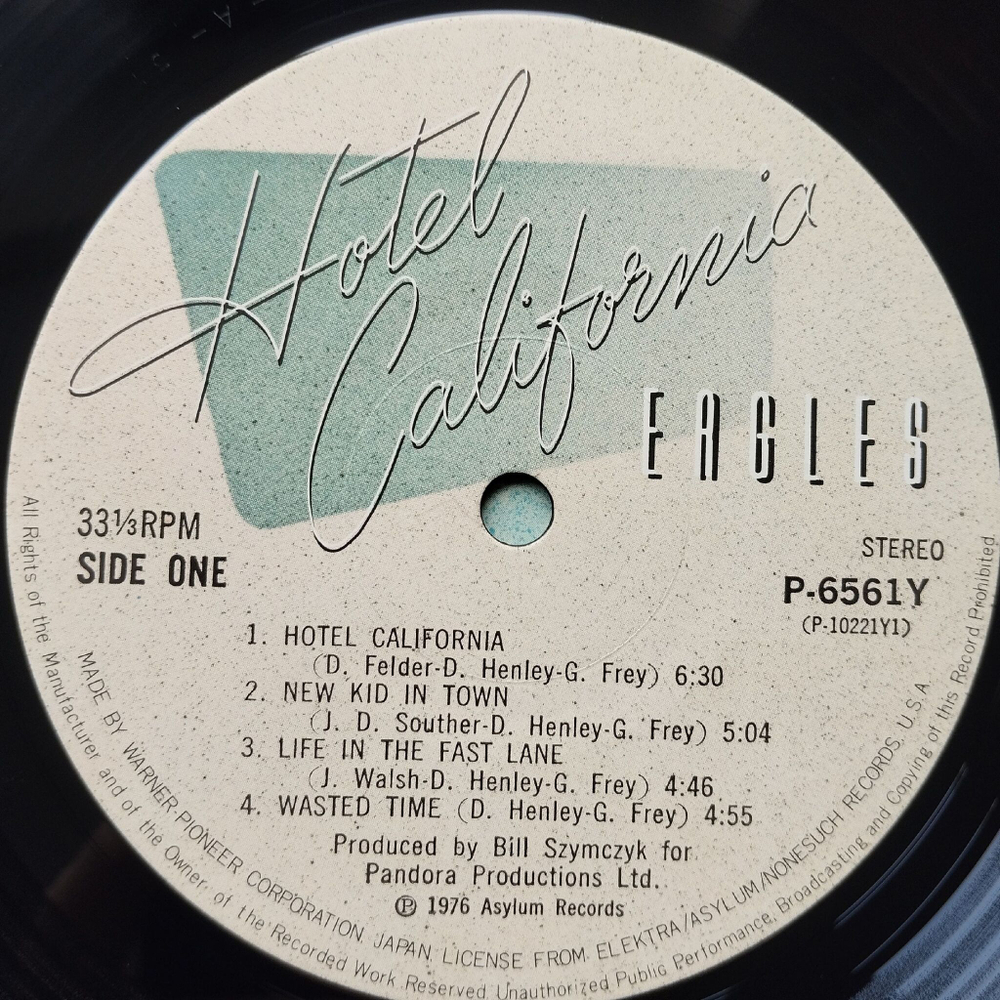 Hotel
California
EAGLES
33⅓RPM
SIDE ONE
STEREO
P-6561Y
(P-10221Y1)
1. HOTEL CALIFORNIA
(D. Felder-D. Henley-G. Frey) 6:30
2. NEW KID IN TOWN
(J. D. Souther-D. Henley-G. Frey) 5:04
3. LIFE IN THE FAST LANE
(J. Walsh-D. Henley-G. Frey) 4:46
4. WASTED TIME (D. Henley-G. Frey) 4:55
Produced by Bill Szymczyk for
Pandora Productions Ltd.
Ⓟ 1976 Asylum Records
MADE BY WARNER-PIONEER CORPORATION, JAPAN. LICENSE FROM ELEKTRA/ASYLUM/NONESUCH RECORDS. U.S.A
All Rights of the Manufacturer and of the Owner of the Recorded Work Reserved Unauthorized Public Performance, Broadcasting and Copying of this Record Prohibited.